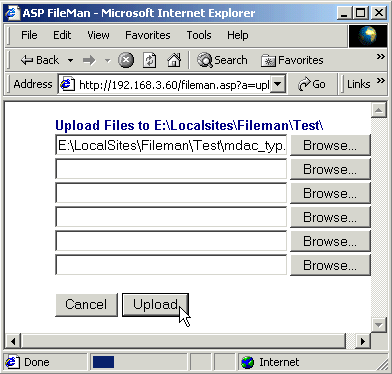 ASP FileMan - Microsoft Internet Explorer
File Edit View Favorites Tools Help
Back Search Favorites
Address http://192.168.3.60/fileman.asp?a=upl Go Links
Upload Files to E:\Localsites\Fileman\Test\
E:\LocalSites\Fileman\Test\mdac_typ. Browse...
Browse...
Browse...
Browse...
Browse...
Browse...
Cancel Upload
Done Internet